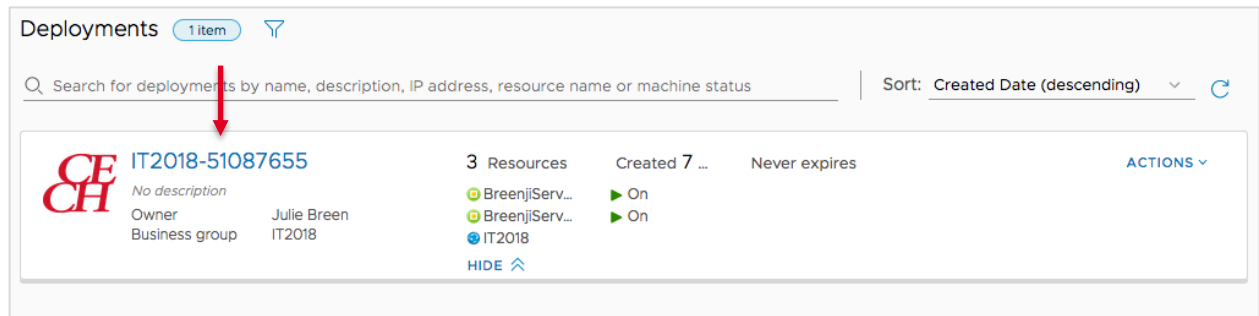 Deployments 1 item
Search for deployments by name, description, IP address, resource name or machine status Sort: Created Date (descending)
CECH IT2018-51087655 3 Resources Created 7 ... Never expires ACTIONS
No description BreenjiServ... On
Owner Julie Breen BreenjiServ... On
Business group IT2018 IT2018
HIDE